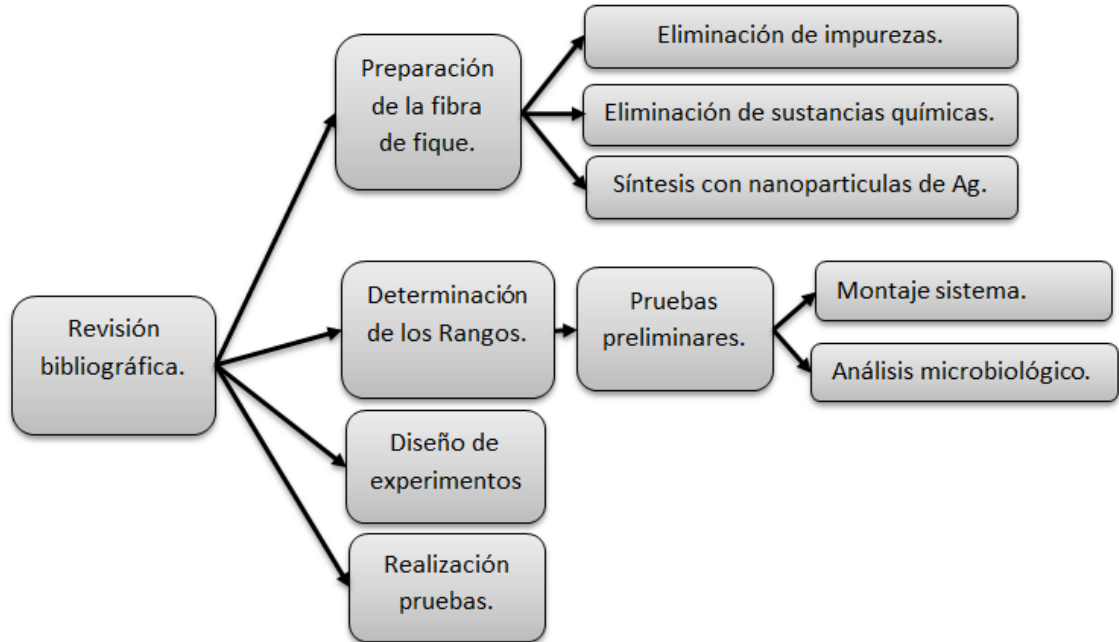 Preparación
de la fibra
de fique.
Eliminación de impurezas.
Eliminación de sustancias químicas.
Síntesis con nanoparticulas de Ag.
Revisión
bibliográfica.
Determinación
de los Rangos.
Pruebas
preliminares.
Montaje sistema.
Análisis microbiológico.
Diseño de
experimentos
Realización
pruebas.